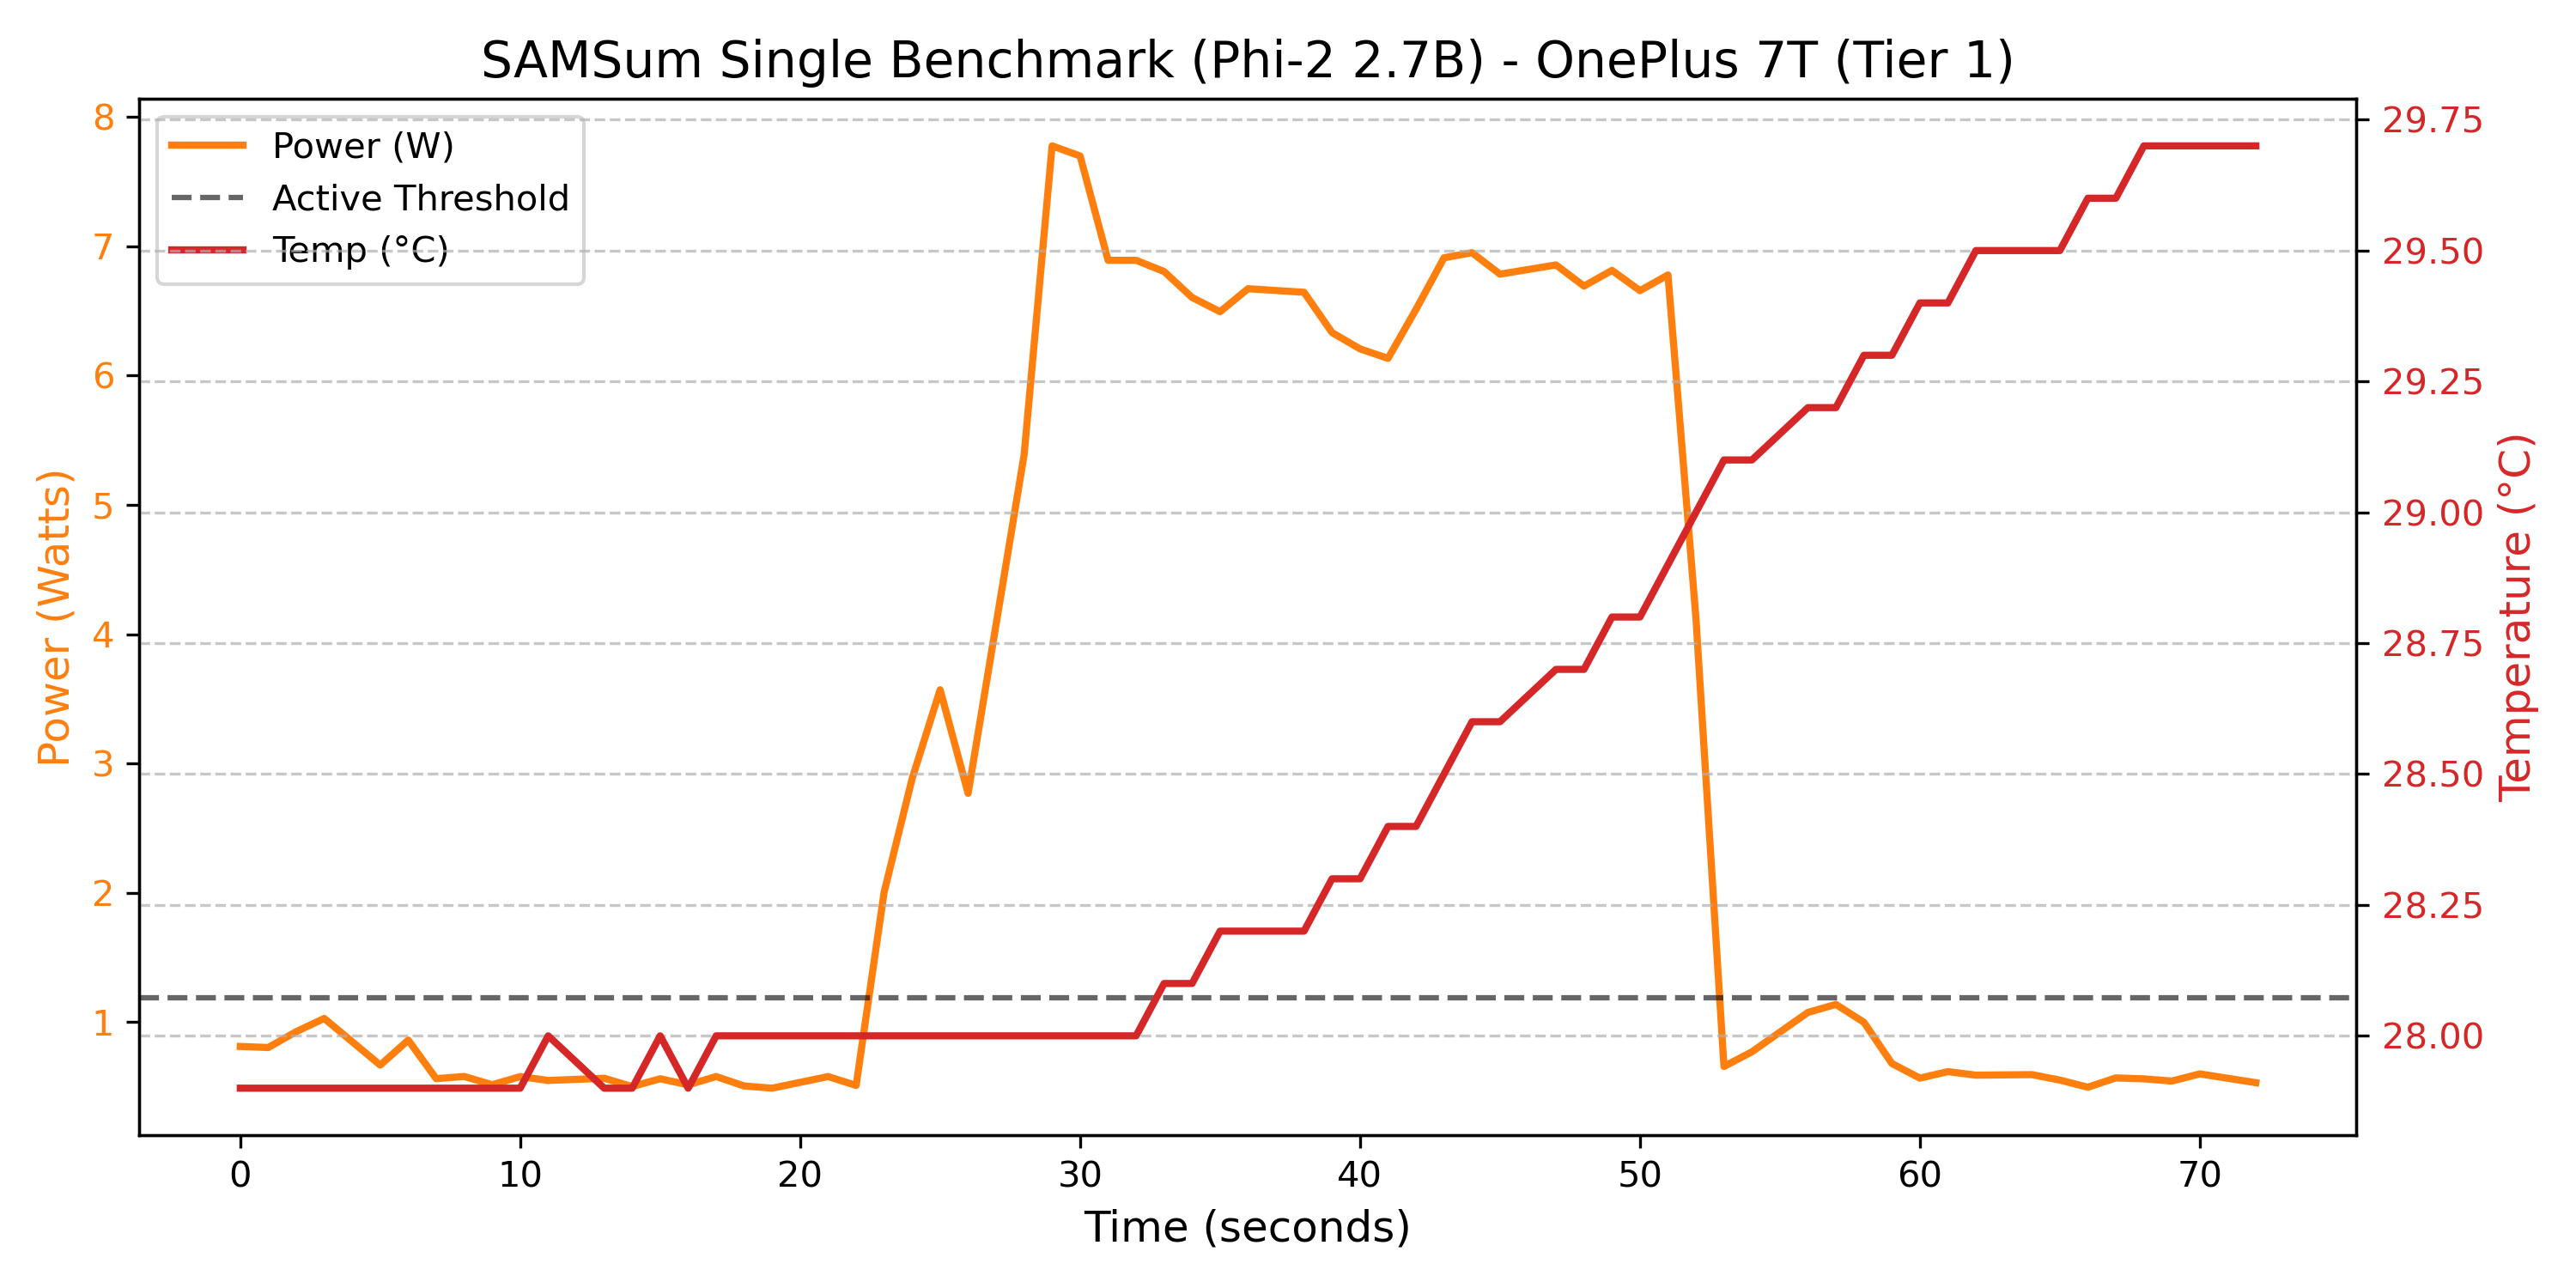 SAMSum Single Benchmark (Phi-2 2.7B) - OnePlus 7T (Tier 1)
Power (W)
Active Threshold
Temp (°C)
8
7
6
5
4
3
2
1
Power (Watts)
29.75
29.50
29.25
29.00
28.75
28.50
28.25
28.00
Temperature (°C)
0 10 20 30 40 50 60 70
Time (seconds)